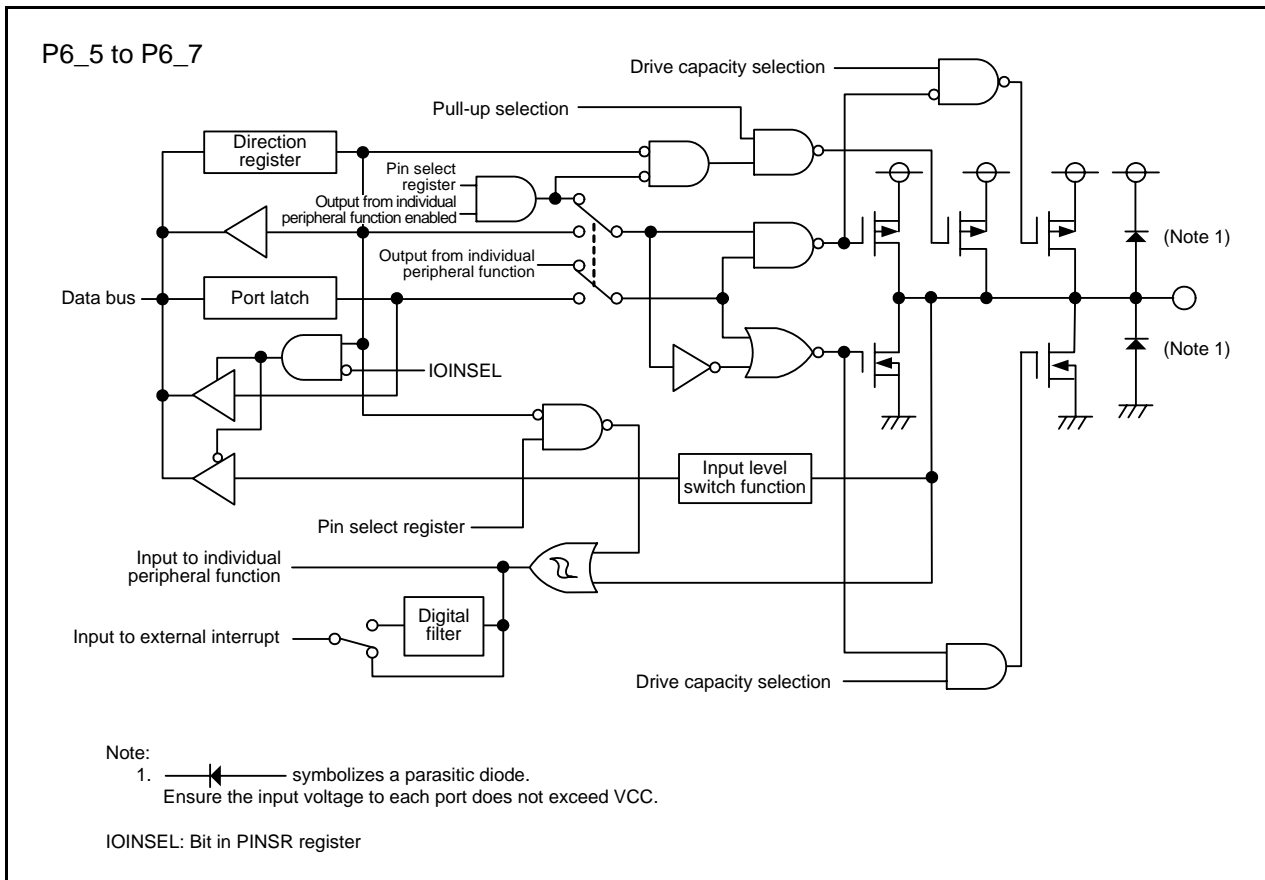 P6_5 to P6_7
Drive capacity selection
Pull-up selection
Direction
register
Pin select
register
Output from individual
peripheral function enabled
(Note 1)
Output from individual
peripheral function
Data bus
Port latch
(Note 1)
IOINSEL
Input level
switch function
Pin select register
Input to individual
peripheral function
Digital
filter
Input to external interrupt
Drive capacity selection
Note:
1. symbolizes a parasitic diode.
Ensure the input voltage to each port does not exceed VCC.
IOINSEL: Bit in PINSR register